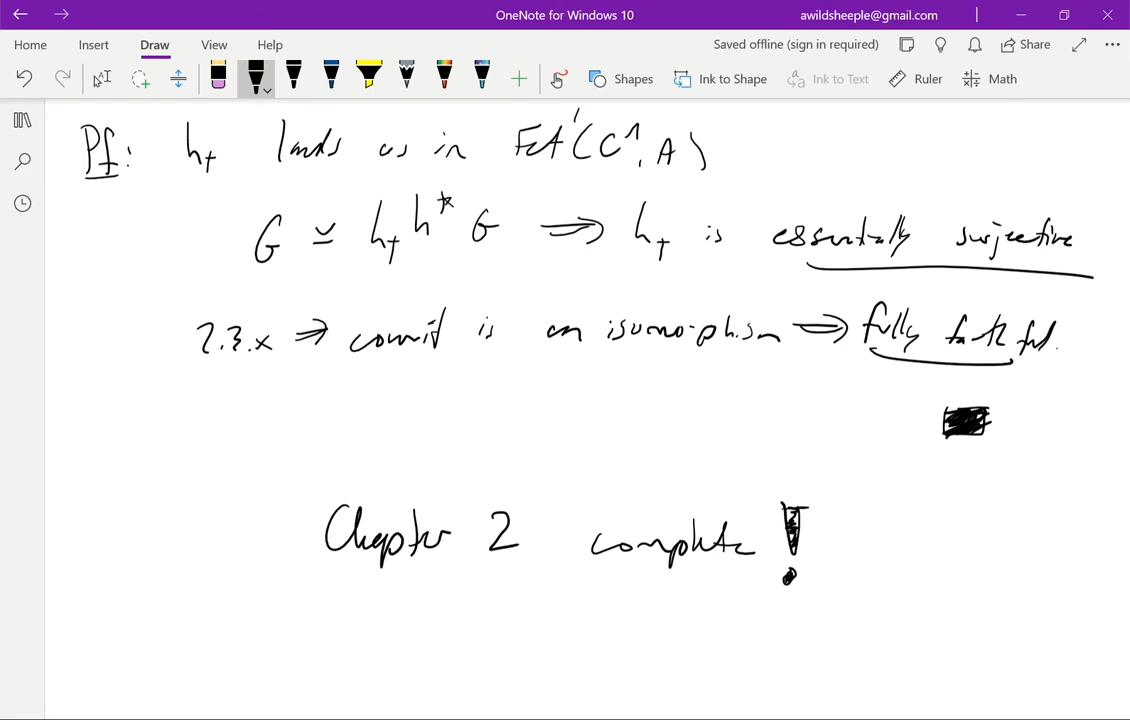 OneNote for Windows 10
awildsheeple@gmail.com
Home Insert Draw View Help
Saved offline (sign in required)
Share
Shapes
Ink to Shape
Ink to Text
Ruler
Math
Pf: h† lands us in Fct'(C^, A)
G ≃ h† h* G ⟹ h† is essentially surjective
2.3.x ⇒ counit is an isomorphism ⟹ fully faithful.
Chapter 2 complete!